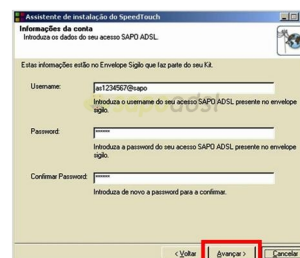 Assistente de instalação do SpeedTouch
Informações da conta
Introduza os dados do seu acesso SAPO ADSL.
Estas informações estão no Envelope Sigilo que faz parte do seu Kit.
Username:
as1234567@sapo
Introduza o username do seu acesso SAPO ADSL presente no envelope
sigilo.
sapo adsl
Password:
******
Introduza a password do seu acesso SAPO ADSL presente no envelope
sigilo.
Confirmar Password:
******
Introduza de novo a password para a confirmar.
< Voltar
Avançar >
Cancelar